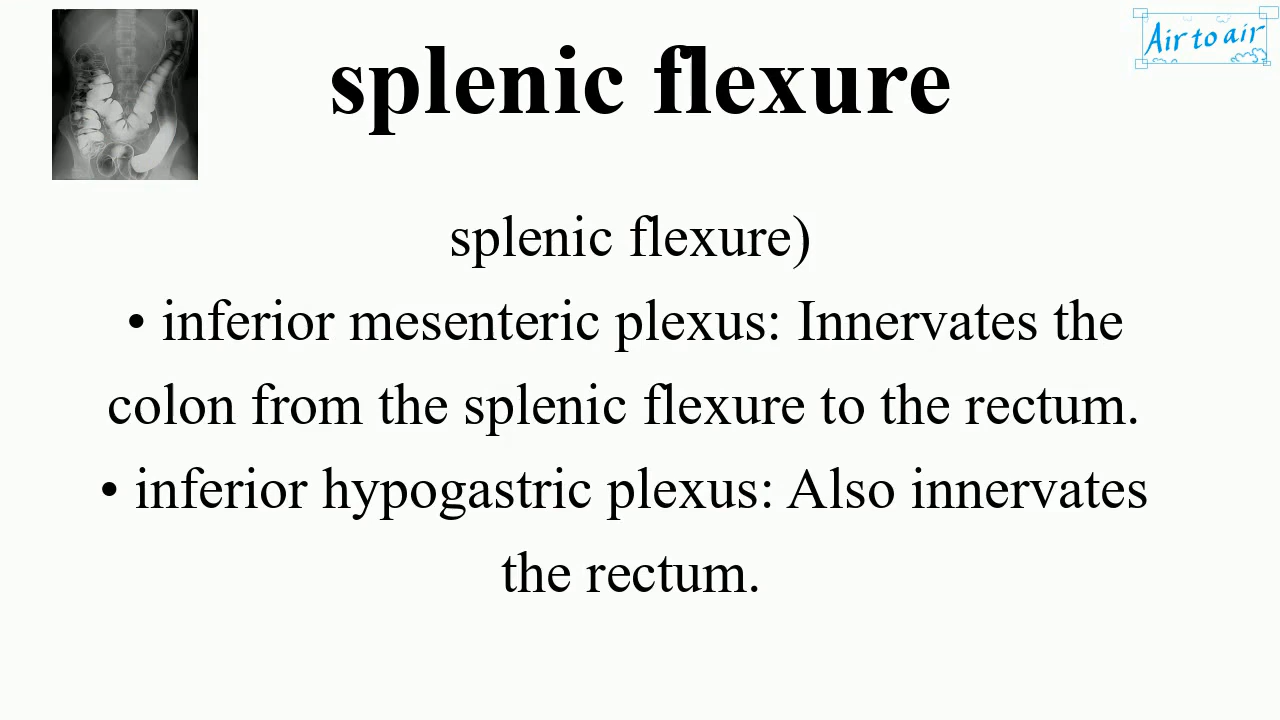 Air to air
splenic flexure
splenic flexure)
• inferior mesenteric plexus: Innervates the
colon from the splenic flexure to the rectum.
• inferior hypogastric plexus: Also innervates
the rectum.